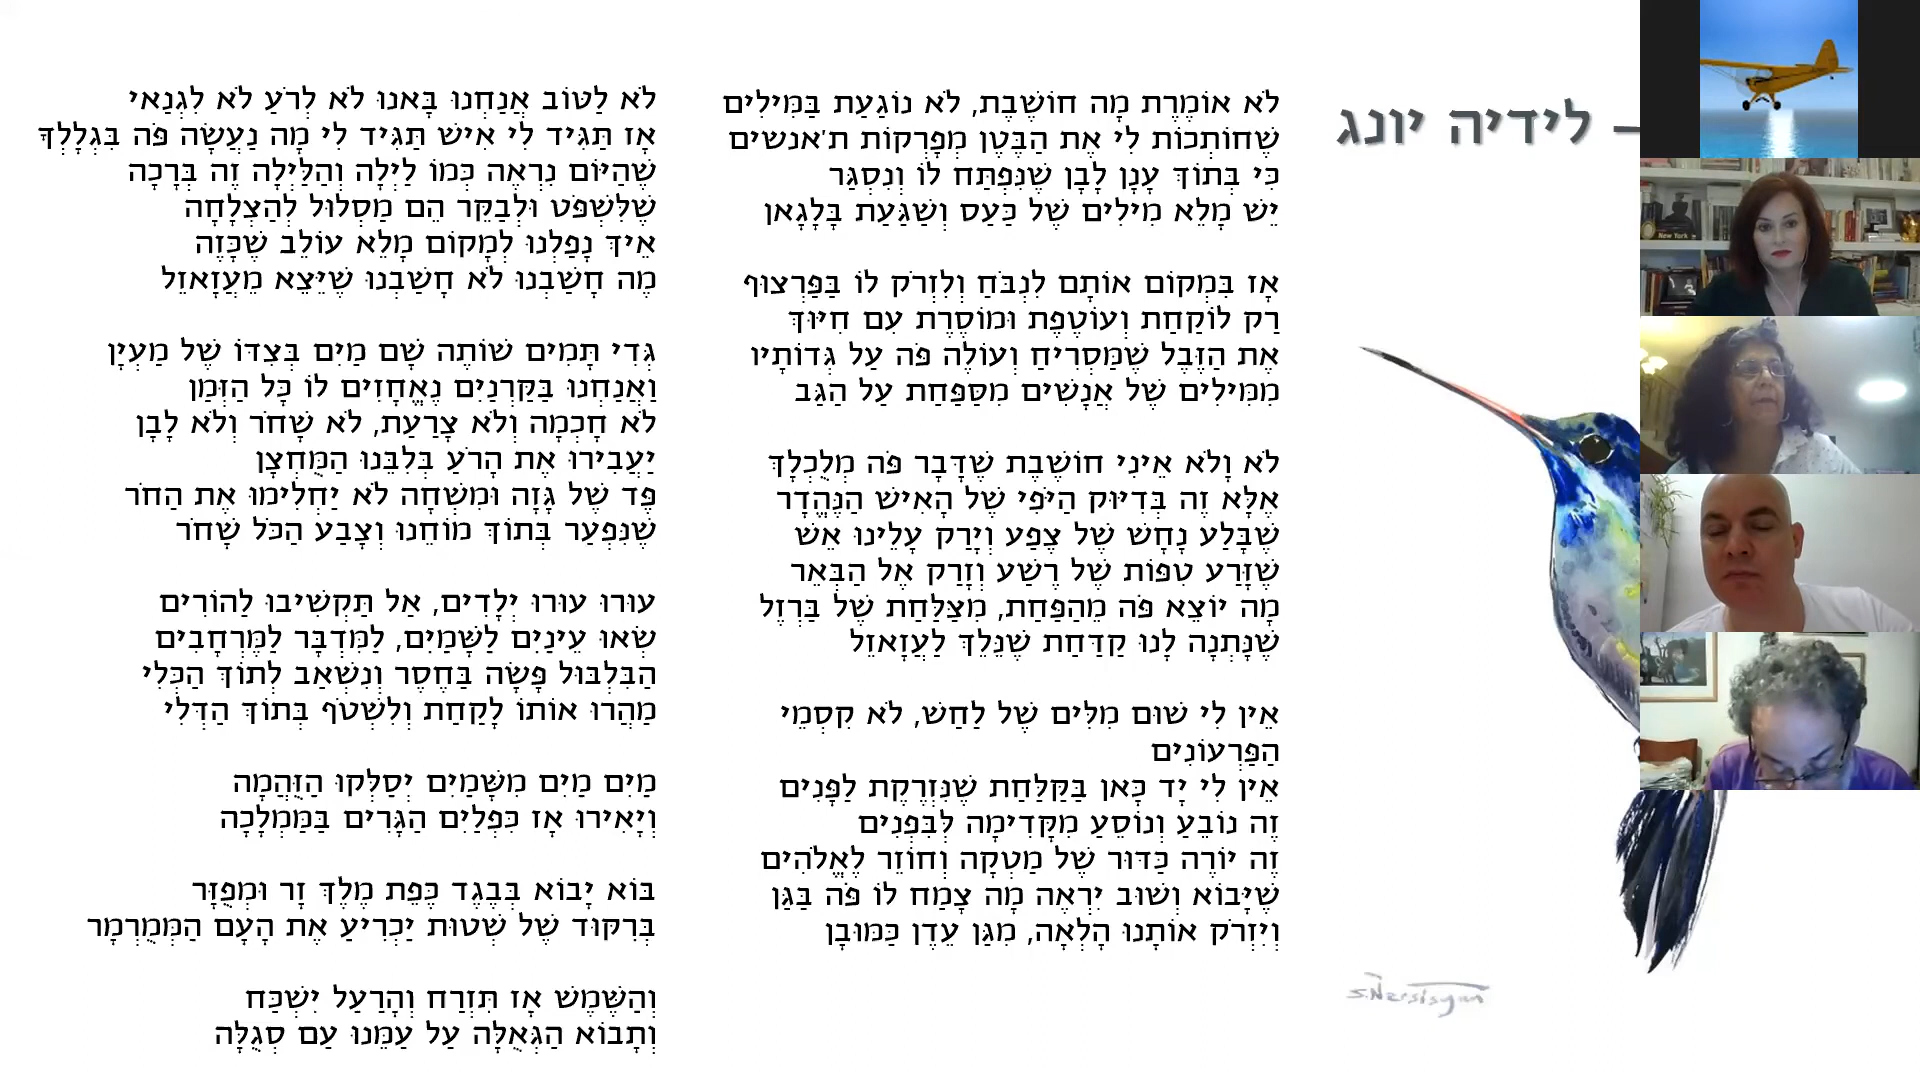 – לידיה יונג
לֹא אוֹמֶרֶת מָה חוֹשֶׁבֶת, לֹא נוֹגַעַת בַּמִּילִים
שֶׁחוֹתְכוֹת לִי אֶת הַבֶּטֶן מְפָרְקוֹת ת'אנשים
כִּי בְּתוֹךְ עָנָן לָבָן שֶׁנִּפְתַּח לוֹ וְנִסְגַּר
יֵשׁ מָלֵא מִילִים שֶׁל כַּעַס וְשַׁגַּעַת בָּלָגָאן
אָז בִּמְקוֹם אוֹתָם לִנְבֹּחַ וְלִזְרֹק לוֹ בַּפַּרְצוּף
רַק לוֹקַחַת וְעוֹטֶפֶת וּמוֹסֶרֶת עִם חִיּוּךְ
אֶת הַזֶּבֶל שֶׁמַּסְרִיחַ וְעוֹלֶה פֹּה עַל גְּדוֹתָיו
מִמִּילִים שֶׁל אֲנָשִׁים מִסַּפַּחַת עַל הַגַּב
לֹא וָלֹא אֵינִי חוֹשֶׁבֶת שֶׁדָּבָר פֹּה מְלֻכְלָךְ
אֶלָּא זֶה בְּדִיּוּק הַיֹּפִי שֶׁל הָאִישׁ הַנֶּהֱדָר
שֶׁבָּלַע נָחָשׁ שֶׁל צֶפַע וְיָרַק עָלֵינוּ אֵשׁ
שֶׁזָּרַע טִפּוֹת שֶׁל רֶשַׁע וְזָרַק אֶל הַבְּאֵר
מָה יוֹצֵא פֹּה מֵהַפַּחַת, מִצַּלַּחַת שֶׁל בַּרְזֶל
שֶׁנָּתְנָה לָנוּ קַדַּחַת שֶׁנֵּלֵךְ לַעֲזָאזֵל
אֵין לִי שׁוּם מִלִּים שֶׁל לַחַשׁ, לֹא קִסְמֵי
הַפַּרְעוֹנִים
אֵין לִי יָד כָּאן בַּקַּלַּחַת שֶׁנִּזְרֶקֶת לַפָּנִים
זֶה נוֹבֵעַ וְנוֹסֵעַ מִקָּדִימָה לְּבִּפְנִים
זֶה יוֹרֶה כַּדּוּר שֶׁל מַטְקָה וְחוֹזֵר לֶאֱלֹהִים
שֶׁיָּבוֹא וְשׁוּב יִרְאֶה מָה צָמַח לוֹ פֹּה בַּגַּן
וְיִזְרֹק אוֹתָנוּ הָלְאָה, מִגַּן עֵדֶן כַּמּוּבָן
לֹא לַטּוֹב אֲנַחְנוּ בָּאנוּ לֹא לְרֹעַ לֹא לִגְנַאי
אָז תַּגִּיד לִי אִישׁ תַּגִּיד לִי מָה נַעֲשָׂה פֹּה בִּגְלָלְךָ
שֶׁהַיּוֹם נִרְאֶה כְּמוֹ לַיְלָה וְהַלַּיְלָה זֶה בְּרָכָה
שֶׁלִּשְׁפֹּט וּלְבַקֵּר הֵם מַסְלוּל לְהַצְלָחָה
אֵיךְ נָפַלְנוּ לְמָקוֹם מָלֵא עוֹלֵב שֶׁכָּזֶה
מֶה חָשַׁבְנוּ לֹא חָשַׁבְנוּ שֶׁיֵּצֵא מֵעֲזָאזֵל
גְּדִי תָּמִים שׁוֹתֶה שָׁם מַיִם בְּצִדּוֹ שֶׁל מַעְיָן
וַאֲנַחְנוּ בַּקַּרְנַיִם נֶאֱחָזִים לוֹ כָּל הַזְּמַן
לֹא חָכְמָה וְלֹא צָרַעַת, לֹא שָׁחֹר וְלֹא לָבָן
יַעֲבִירוּ אֶת הָרֹעַ בְּלִבֵּנוּ הַמֻּחְצָן
פֶּד שֶׁל גָּזָה וּמִשְׁחָה לֹא יַחְלִימוּ אֶת הַחֹר
שֶׁנִּפְעַר בְּתוֹךְ מוֹחֵנוּ וְצָבַע הַכֹּל שָׁחֹר
עוּרוּ עוּרוּ יְלָדִים, אַל תַּקְשִׁיבוּ לַהוֹרִים
שְׂאוּ עֵינַיִם לַשָּׁמַיִם, לַמִּדְבָּר לַמֶּרְחָבִים
הַבִּלְבּוּל פָּשָׂה בַּחֶסֶר וְנִשְׁאַב לְתוֹךְ הַכְּלִי
מַהֲרוּ אוֹתוֹ לָקַחַת וְלִשְׁטֹף בְּתוֹךְ הַדְּלִי
מַיִם מַיִם מִשָּׁמַיִם יְסַלְּקוּ הַזֻּהֲמָה
וְיָאִירוּ אָז כִּפְלַיִם הַגָּרִים בַּמַּמְלָכָה
בּוֹא יָבוֹא בְּבֶגֶד כֶּפֶת מֶלֶךְ זָר וּמְפֻזָּר
בְּרִקּוּד שֶׁל שְׁטוּת יַכְרִיעַ אֶת הָעָם הַמְּמֻרְמָר
וְהַשֶּׁמֶשׁ אָז תִּזְרַח וְהָרַעַל יִשְׁכַּח
וְתָבוֹא הַגְּאֻלָּה עַל עַמֵּנוּ עַם סְגֻלָּה
S. Nersisyan
New York